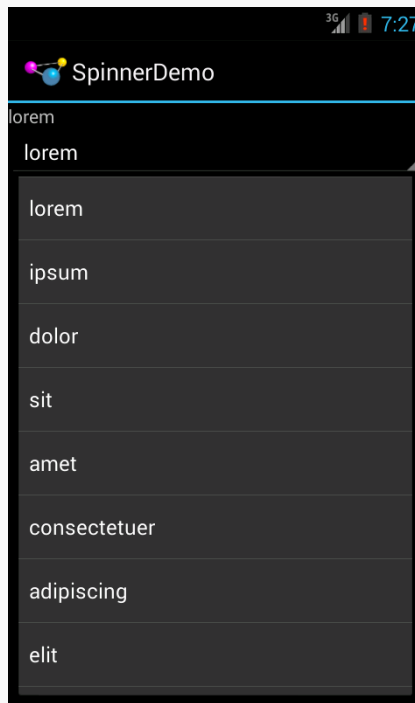 3G 7:27
SpinnerDemo
lorem
lorem
lorem
ipsum
dolor
sit
amet
consectetuer
adipiscing
elit